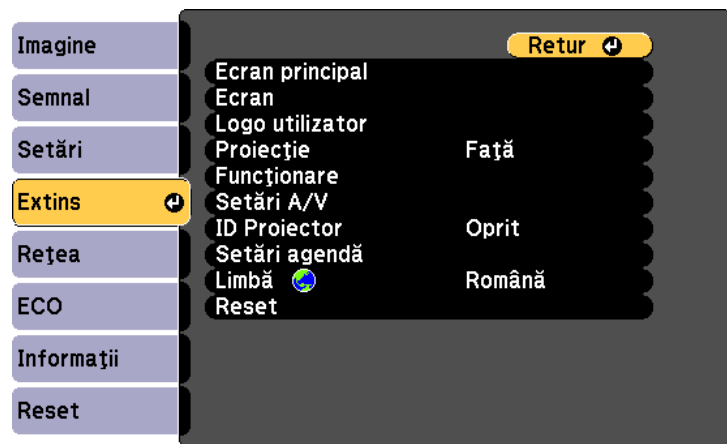 Imagine
Semnal
Setări
Extins
Reţea
ECO
Informaţii
Reset
Retur
Ecran principal
Ecran
Logo utilizator
Proiecţie Faţă
Funcţionare
Setări A/V
ID Proiector Oprit
Setări agendă
Limbă Română
Reset